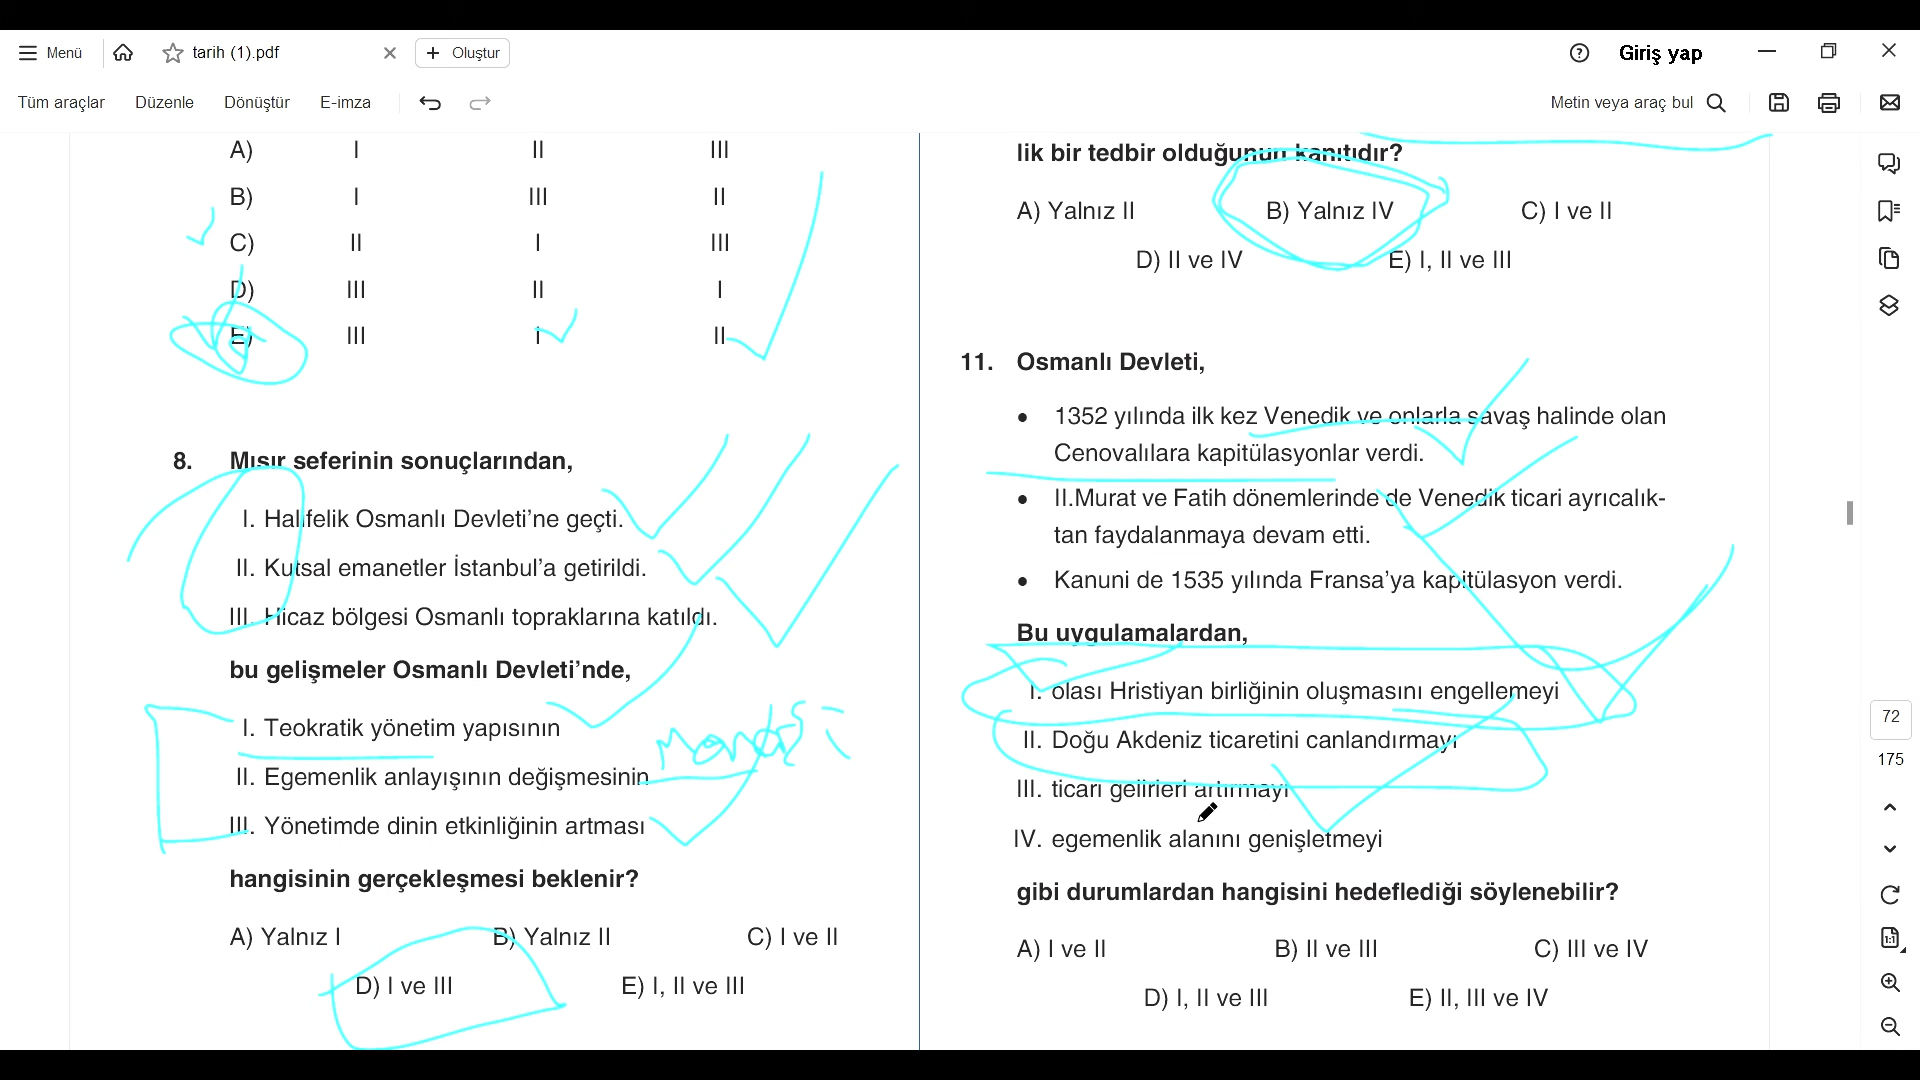 Menü
tarih (1).pdf
Oluştur
Giriş yap
Tüm araçlar Düzenle Dönüştür E-imza
Metin veya araç bul
A) I II III
B) I III II
C) II I III
D) III II I
E) III I II
8. Mısır seferinin sonuçlarından,
I. Halifelik Osmanlı Devleti’ne geçti.
II. Kutsal emanetler İstanbul’a getirildi.
III. Hicaz bölgesi Osmanlı topraklarına katıldı.
bu gelişmeler Osmanlı Devleti’nde,
I. Teokratik yönetim yapısının
II. Egemenlik anlayışının değişmesinin
III. Yönetimde dinin etkinliğinin artması
hangisinin gerçekleşmesi beklenir?
A) Yalnız I B) Yalnız II C) I ve II
D) I ve III E) I, II ve III
lik bir tedbir olduğunun kanıtıdır?
A) Yalnız II B) Yalnız IV C) I ve II
D) II ve IV E) I, II ve III
11. Osmanlı Devleti,
• 1352 yılında ilk kez Venedik ve onlarla savaş halinde olan
Cenovalılara kapitülasyonlar verdi.
• II.Murat ve Fatih dönemlerinde de Venedik ticari ayrıcalık-
tan faydalanmaya devam etti.
• Kanuni de 1535 yılında Fransa’ya kapitülasyon verdi.
Bu uygulamalardan,
I. olası Hristiyan birliğinin oluşmasını engellemeyi
II. Doğu Akdeniz ticaretini canlandırmayı
III. ticari gelirleri artırmayı
IV. egemenlik alanını genişletmeyi
gibi durumlardan hangisini hedeflediği söylenebilir?
A) I ve II B) II ve III C) III ve IV
D) I, II ve III E) II, III ve IV
72
175